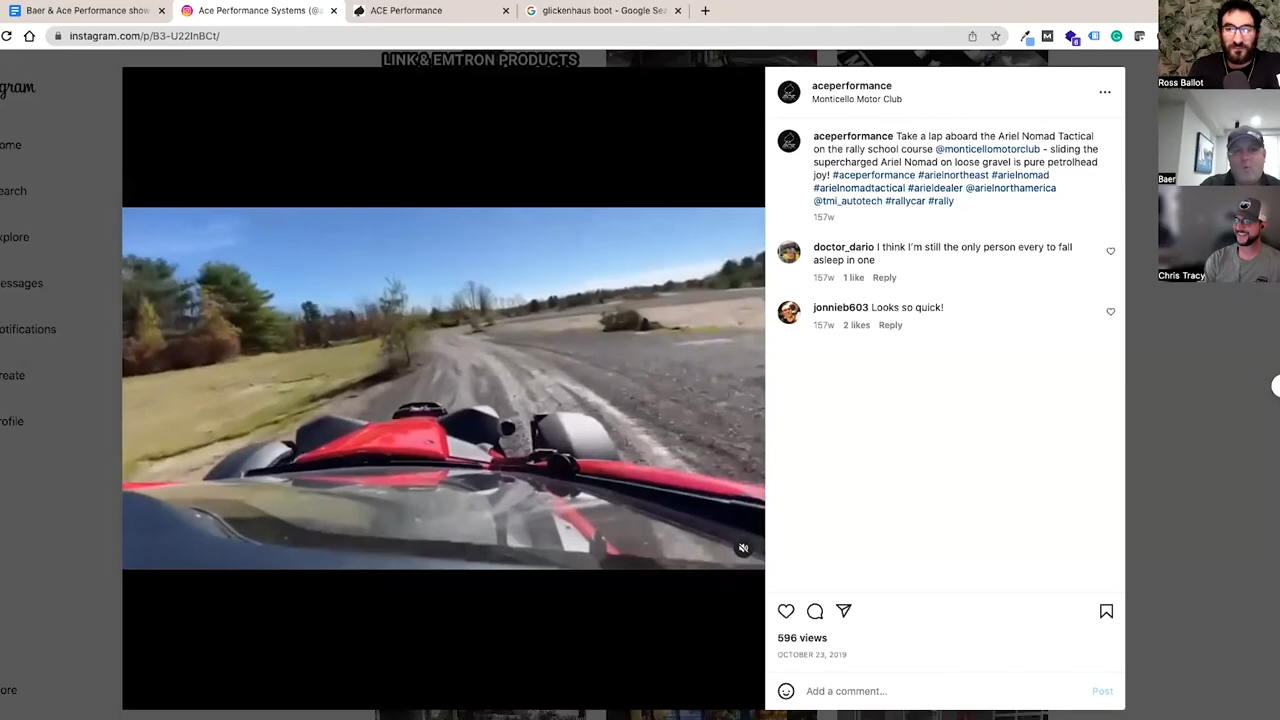 Baer & Ace Performance show
Ace Performance Systems (@a
ACE Performance
glickenhaus boot - Google Sea
instagram.com/p/B3-U22InBCt/
LINK & EMTRON PRODUCTS
gram
ome
earch
xplore
essages
otifications
reate
rofile
ore
aceperformance
Monticello Motor Club
aceperformance Take a lap aboard the Ariel Nomad Tactical
on the rally school course @monticellomotorclub - sliding the
supercharged Ariel Nomad on loose gravel is pure petrolhead
joy! #aceperformance #arielnortheast #arielnomad
#arielnomadtactical #arieldealer @arielnorthamerica
@tmi_autotech #rallycar #rally
157w
doctor_dario I think I'm still the only person every to fall
asleep in one
157w 1 like Reply
jonnieb603 Looks so quick!
157w 2 likes Reply
596 views
OCTOBER 23, 2019
Add a comment...
Post
Ross Ballot
Baer
Chris Tracy